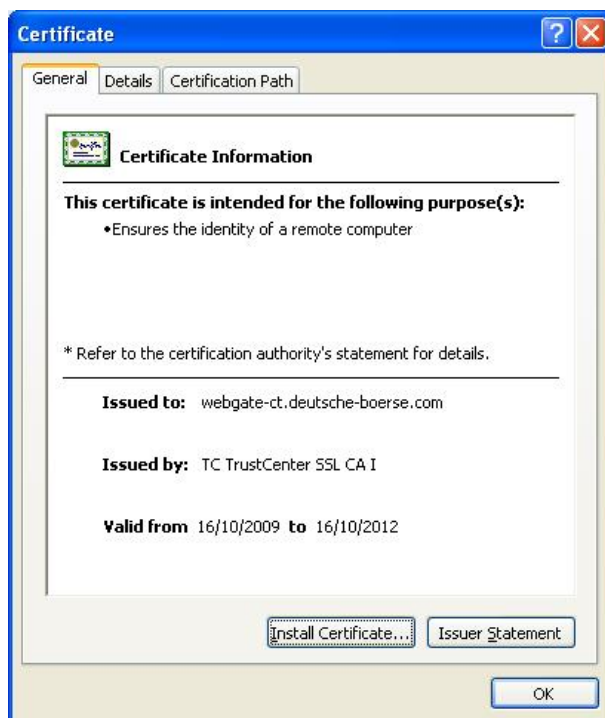 Certificate
General Details Certification Path
Certificate Information
This certificate is intended for the following purpose(s):
•Ensures the identity of a remote computer
* Refer to the certification authority's statement for details.
Issued to: webgate-ct.deutsche-boerse.com
Issued by: TC TrustCenter SSL CA I
Valid from 16/10/2009 to 16/10/2012
Install Certificate... Issuer Statement
OK